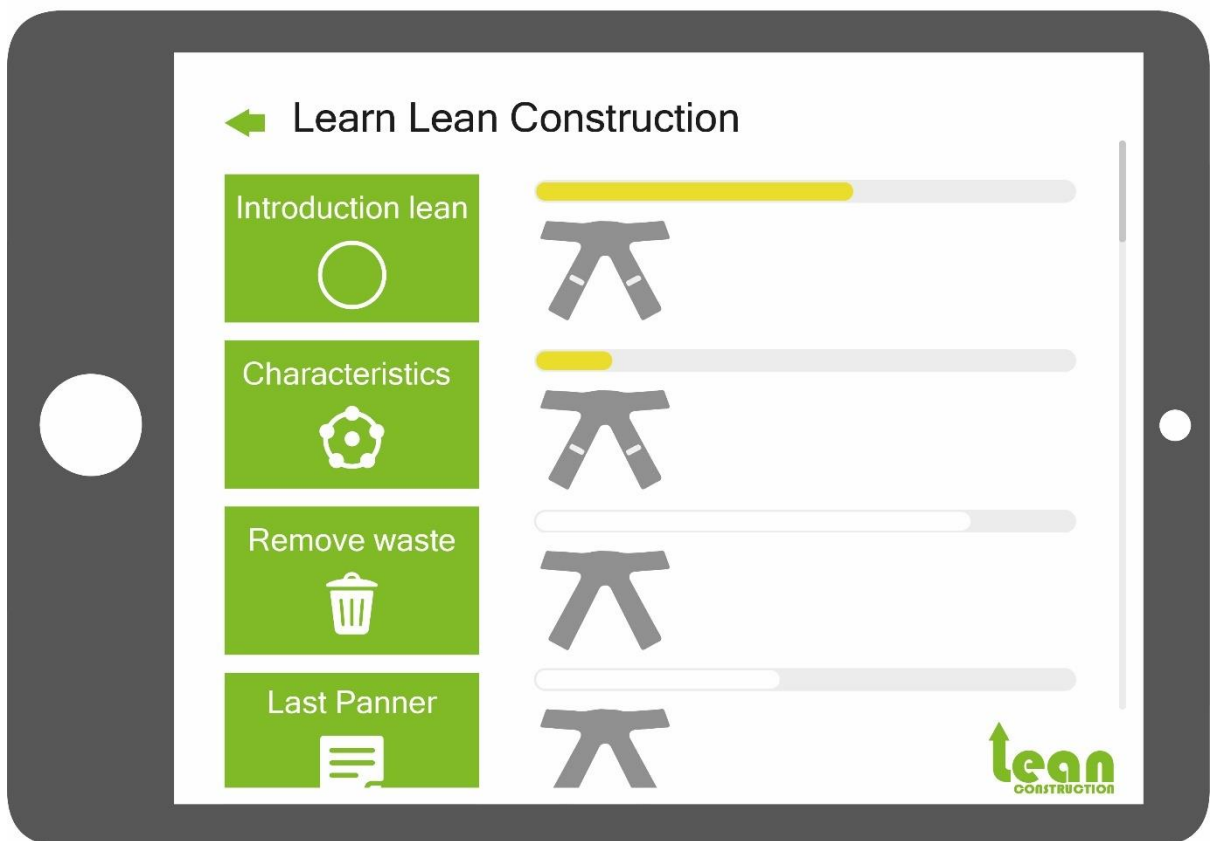 Learn Lean Construction
Introduction lean
Characteristics
Remove waste
Last Panner
Lean
CONSTRUCTION